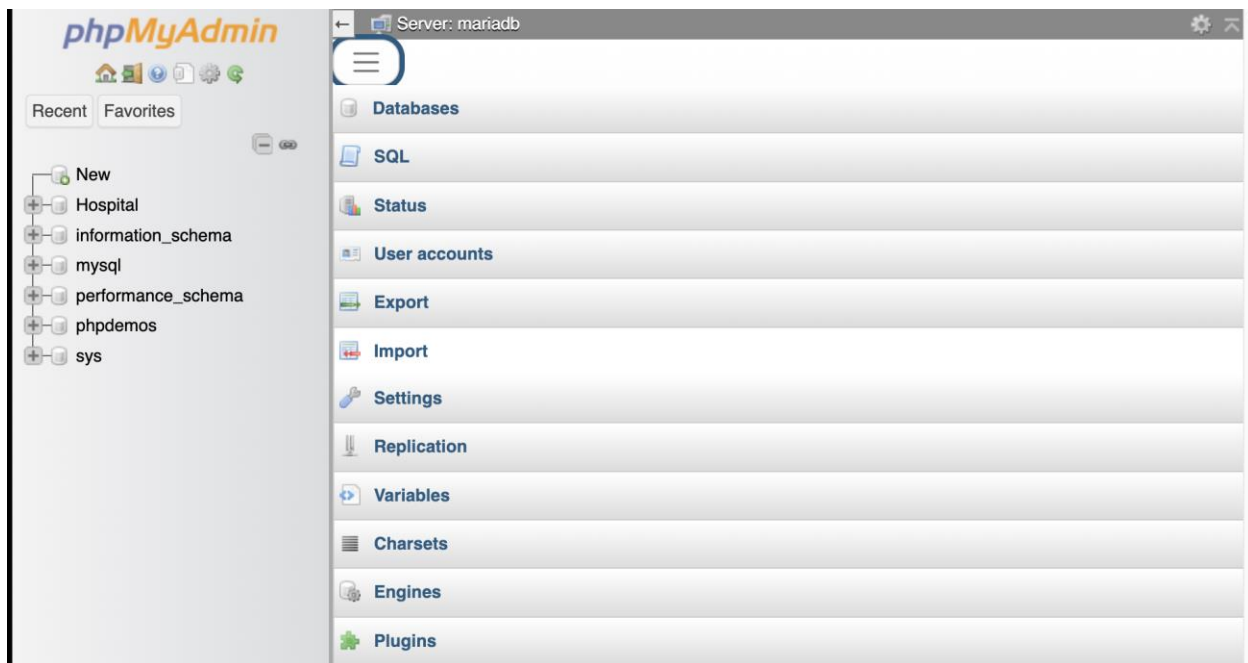 phpMyAdmin
Recent Favorites
New
Hospital
information_schema
mysql
performance_schema
phpdemos
sys
Server: mariadb
Databases
SQL
Status
User accounts
Export
Import
Settings
Replication
Variables
Charsets
Engines
Plugins